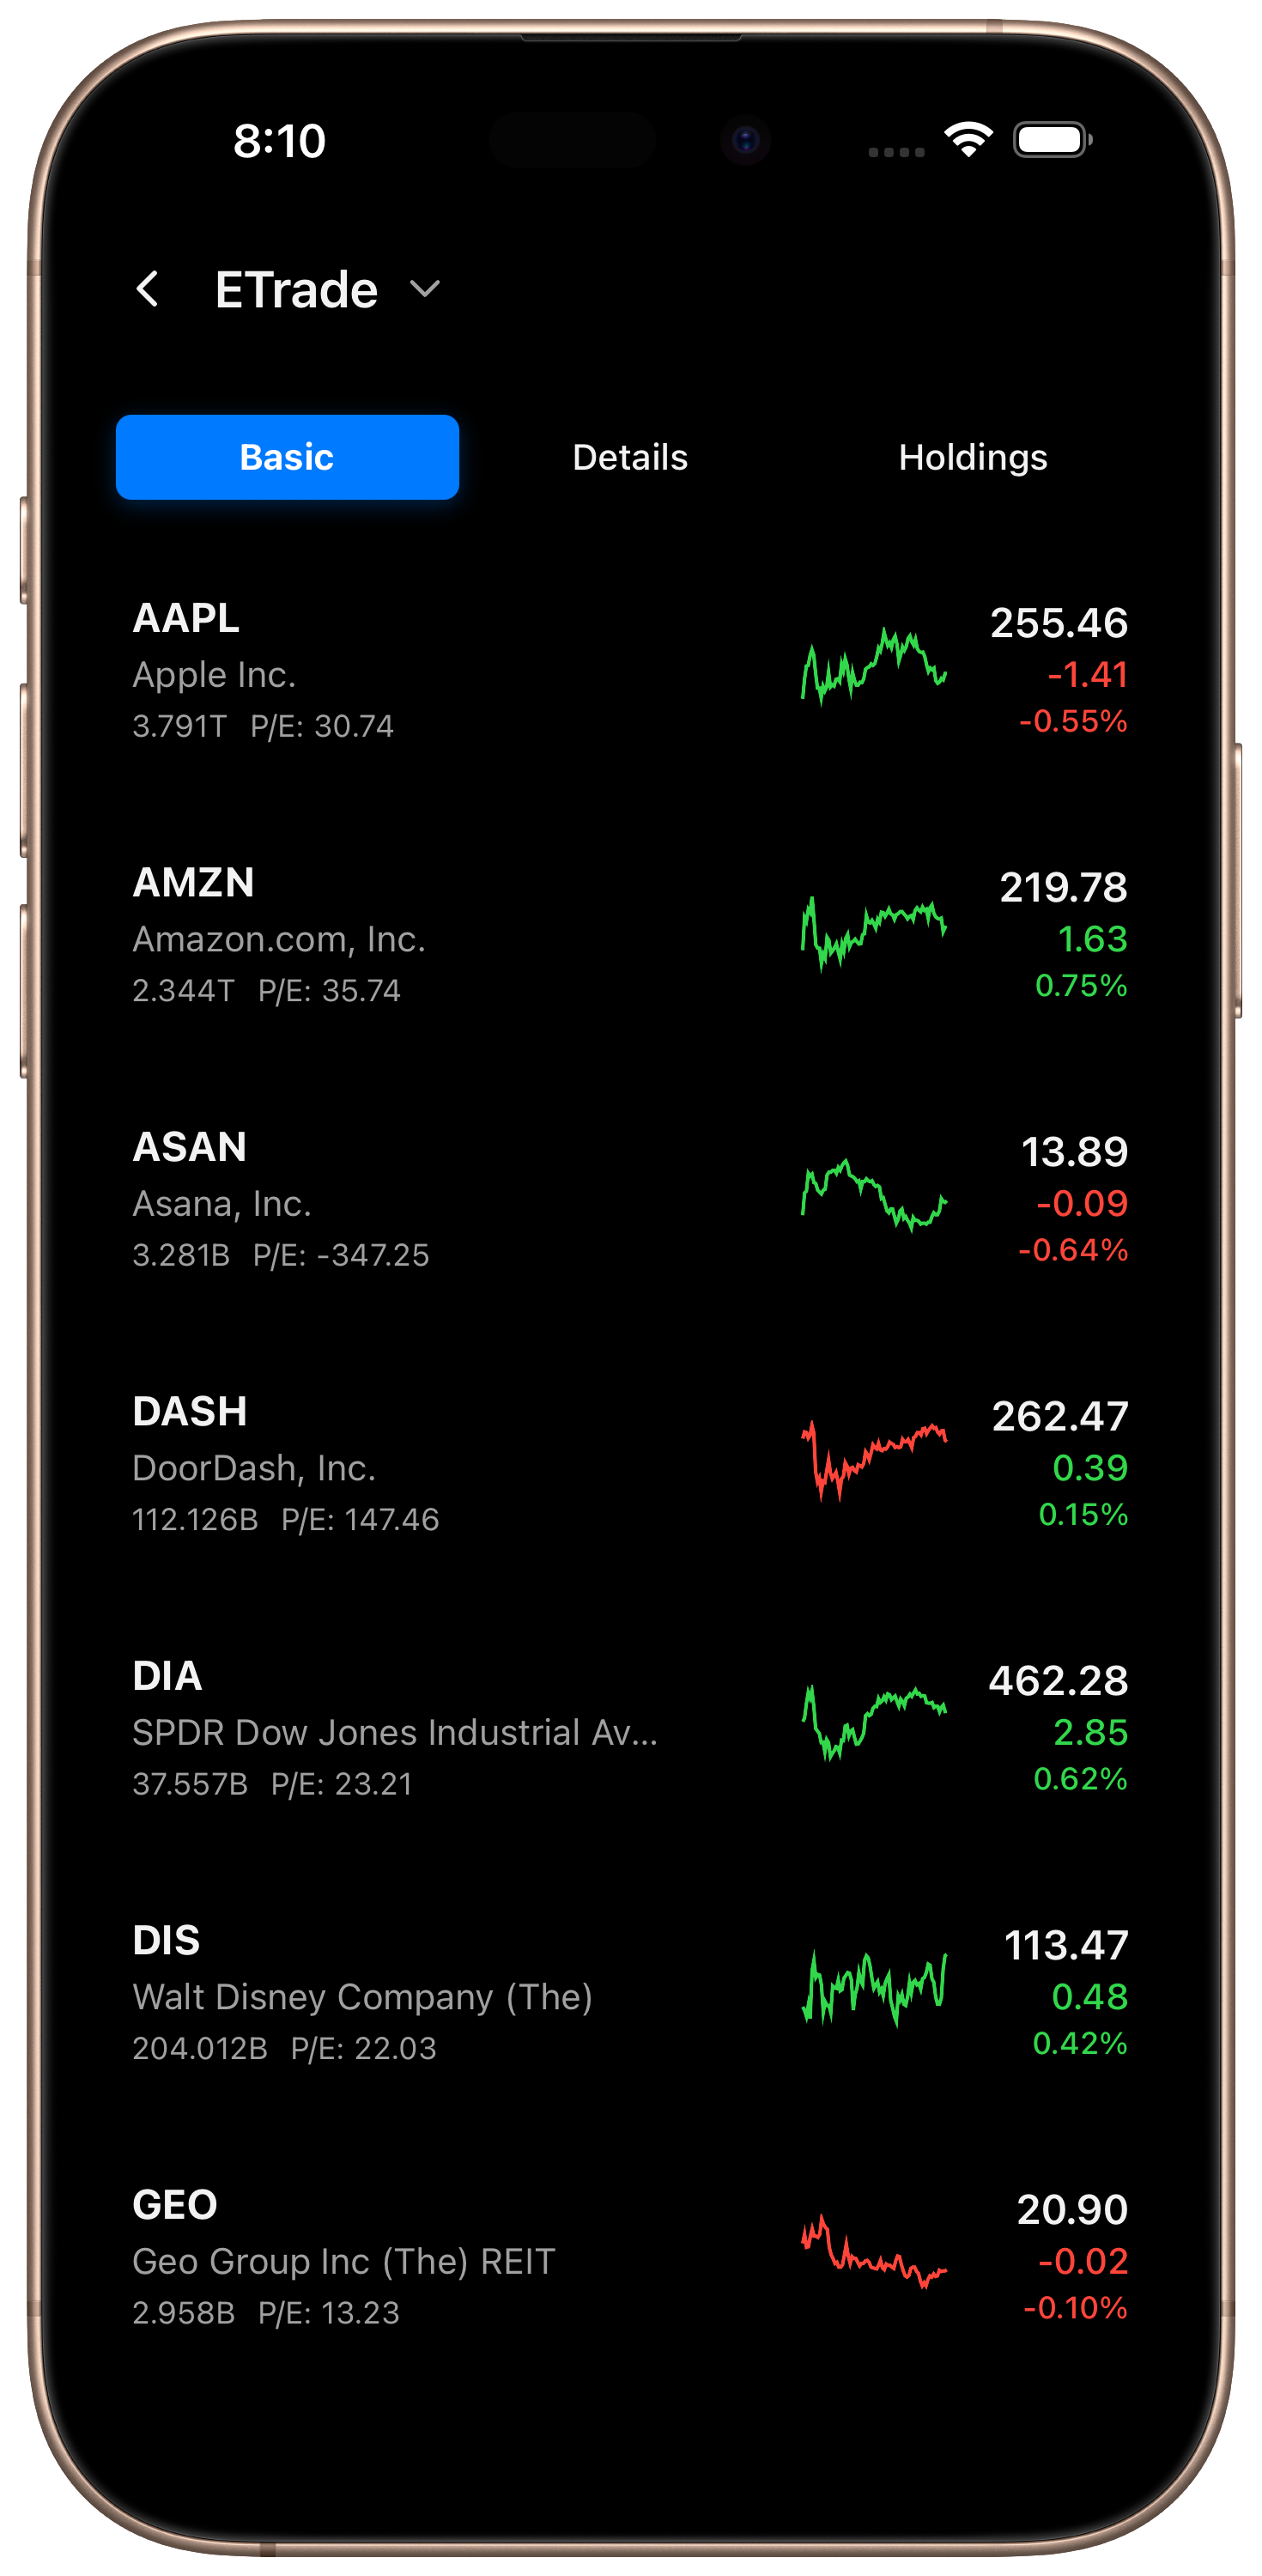 8:10
ETrade
Basic Details Holdings
AAPL
Apple Inc.
3.791T P/E: 30.74
255.46
-1.41
-0.55%
AMZN
Amazon.com, Inc.
2.344T P/E: 35.74
219.78
1.63
0.75%
ASAN
Asana, Inc.
3.281B P/E: -347.25
13.89
-0.09
-0.64%
DASH
DoorDash, Inc.
112.126B P/E: 147.46
262.47
0.39
0.15%
DIA
SPDR Dow Jones Industrial Av...
37.557B P/E: 23.21
462.28
2.85
0.62%
DIS
Walt Disney Company (The)
204.012B P/E: 22.03
113.47
0.48
0.42%
GEO
Geo Group Inc (The) REIT
2.958B P/E: 13.23
20.90
-0.02
-0.10%